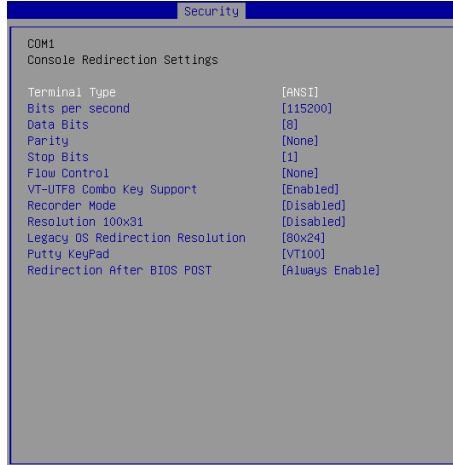 Security
COM1
Console Redirection Settings
Terminal Type [ANSI]
Bits per second [115200]
Data Bits [8]
Parity [None]
Stop Bits [1]
Flow Control [None]
VT-UTF8 Combo Key Support [Enabled]
Recorder Mode [Disabled]
Resolution 100x31 [Disabled]
Legacy OS Redirection Resolution [80x24]
Putty KeyPad [VT100]
Redirection After BIOS POST [Always Enable]